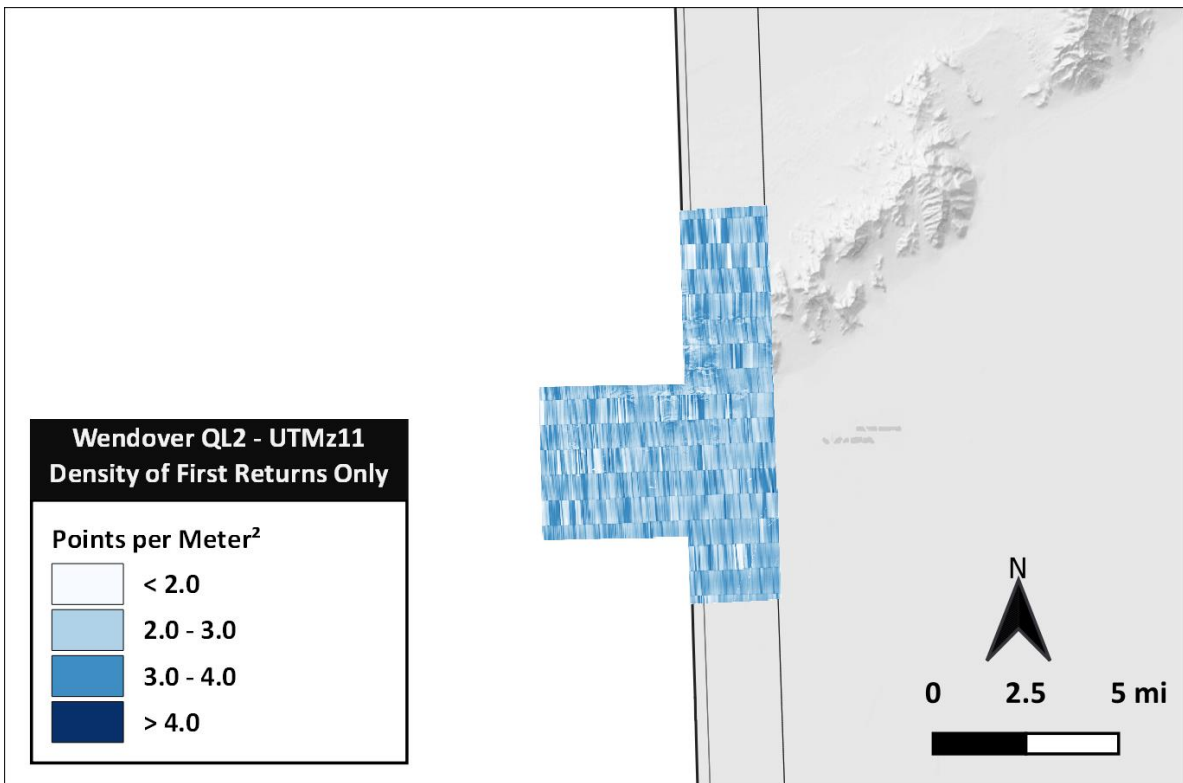 Wendover QL2 - UTMz11
Density of First Returns Only
Points per Meter²
< 2.0
2.0 - 3.0
3.0 - 4.0
> 4.0
N
0 2.5 5 mi